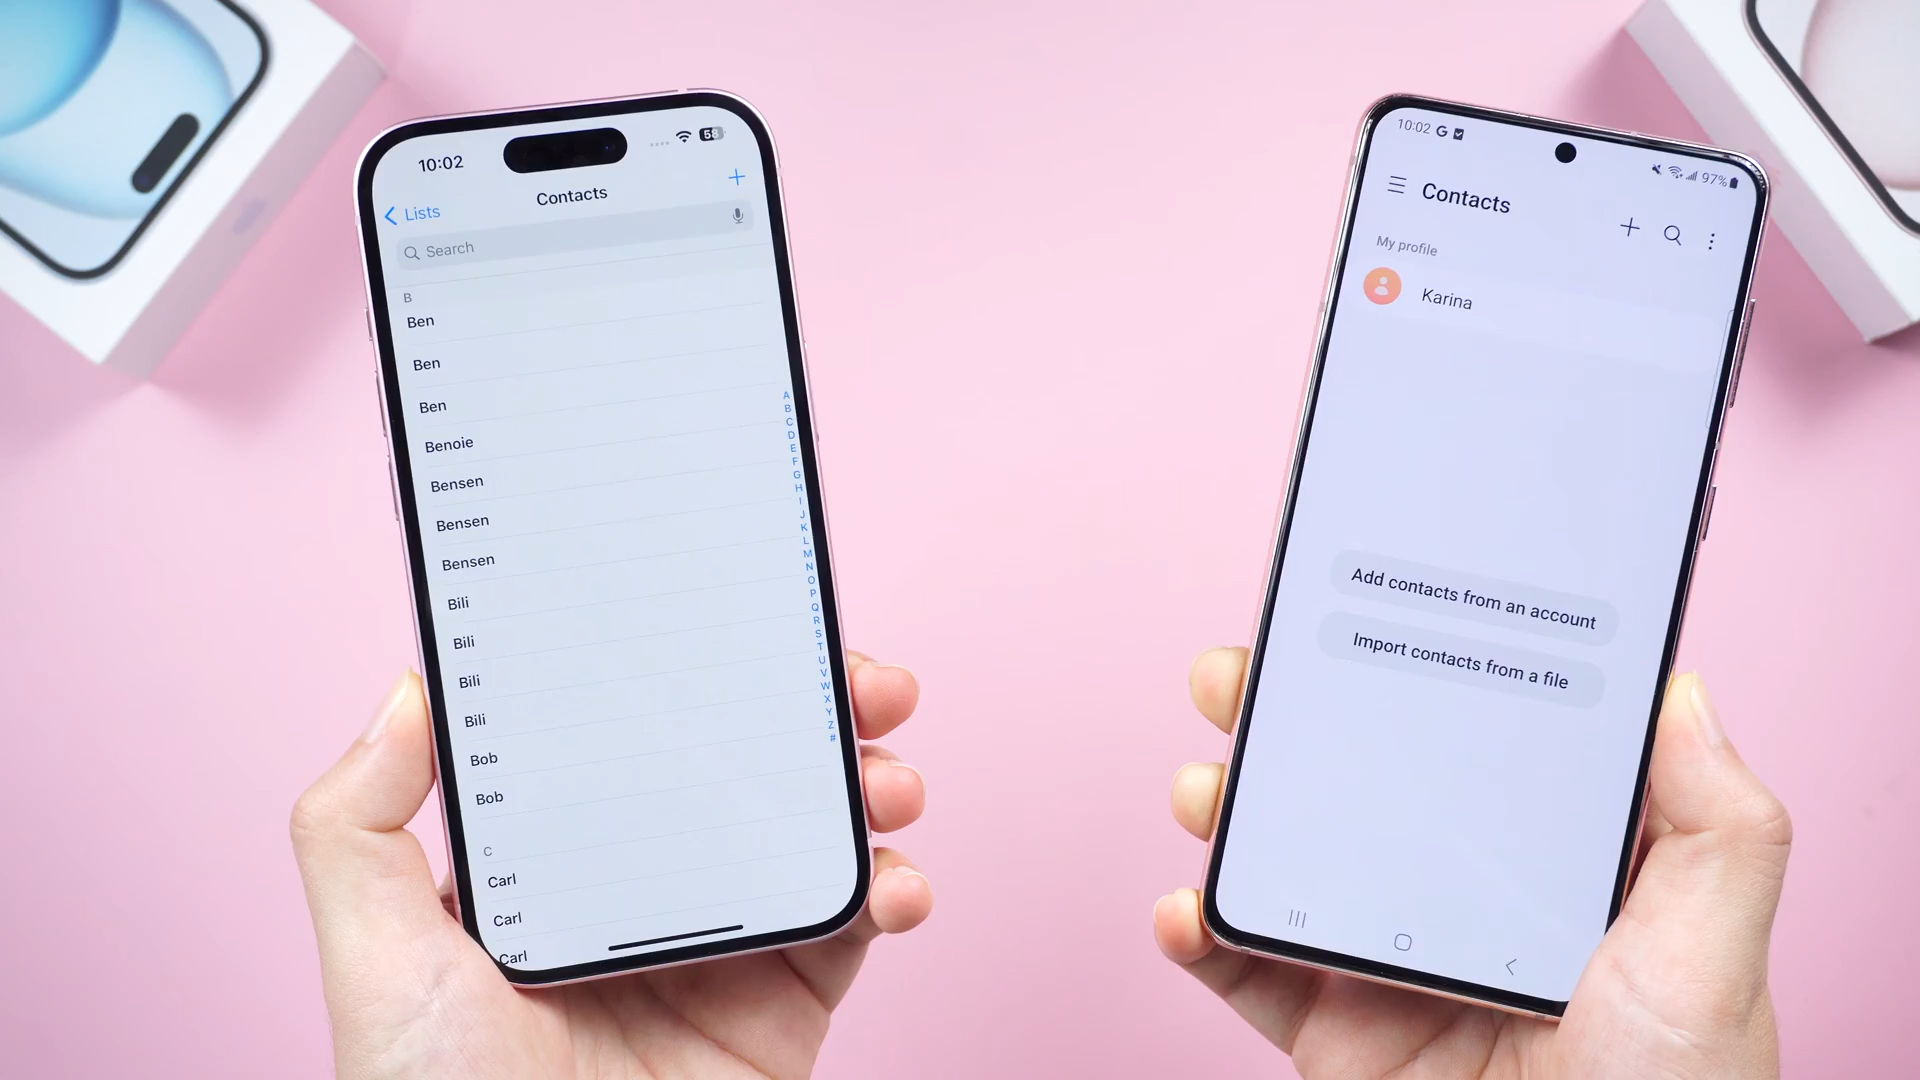 10:02
58
Lists
Contacts
+
Search
B
Ben
Ben
Ben
Benoie
Bensen
Bensen
Bensen
Bili
Bili
Bili
Bili
Bob
Bob
C
Carl
Carl
Carl
A
B
C
D
E
F
G
H
I
J
K
L
M
N
O
P
Q
R
S
T
U
V
W
X
Y
Z
#
10:02 G
97%
Contacts
My profile
Karina
Add contacts from an account
Import contacts from a file